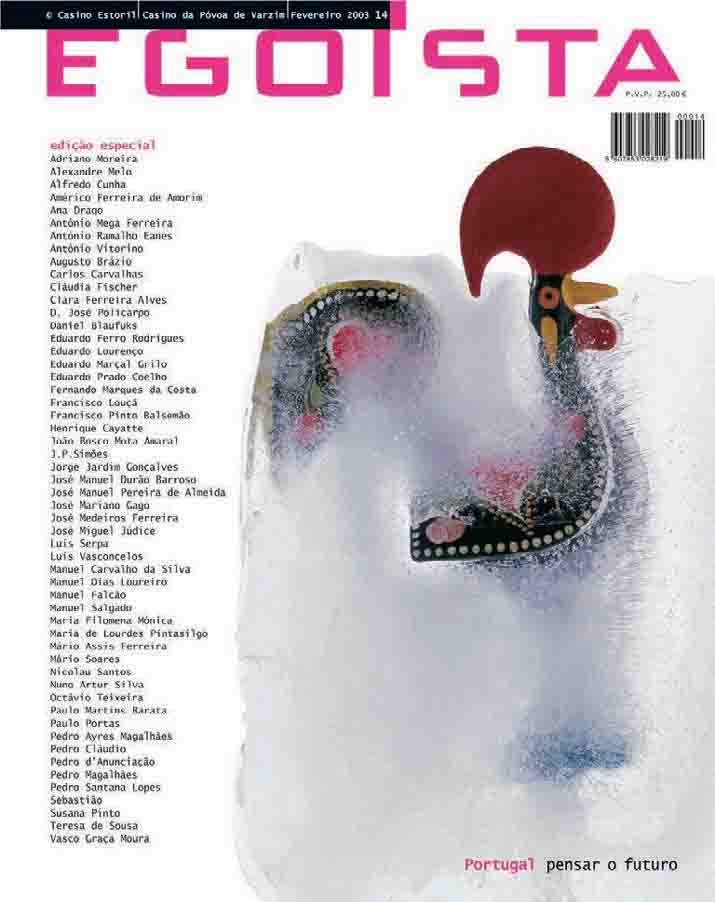 © Casino Estoril Casino da Póvoa de Varzim Fevereiro 2003 14
EGOÍSTA
P.V.P. 25,00€
00014
edição especial
Adriano Moreira
Alexandre Melo
Alfredo Cunha
Américo Ferreira de Amorim
Ana Drago
António Mega Ferreira
António Ramalho Eanes
António Vitorino
Augusto Brázio
Carlos Carvalhas
Cláudia Fischer
Clara Ferreira Alves
D. José Policarpo
Daniel Blaufuks
Eduardo Ferro Rodrigues
Eduardo Lourenço
Eduardo Marçal Grilo
Eduardo Prado Coelho
Fernando Marques da Costa
Francisco Louçã
Francisco Pinto Balsemão
Henrique Cayatte
João Bosco Mota Amaral
J.P.Simões
Jorge Jardim Gonçalves
José Manuel Durão Barroso
José Manuel Pereira de Almeida
José Mariano Gago
José Medeiros Ferreira
José Miguel Júdice
Luis Serpa
Luis Vasconcelos
Manuel Carvalho da Silva
Manuel Dias Loureiro
Manuel Falcão
Manuel Salgado
Maria Filomena Mónica
Maria de Lourdes Pintasilgo
Mário Assis Ferreira
Mário Soares
Nicolau Santos
Nuno Artur Silva
Octávio Teixeira
Paulo Martins Barata
Paulo Portas
Pedro Ayres Magalhães
Pedro Cláudio
Pedro d'Anunciação
Pedro Magalhães
Pedro Santana Lopes
Sebastião
Susana Pinto
Teresa de Sousa
Vasco Graça Moura
Portugal pensar o futuro